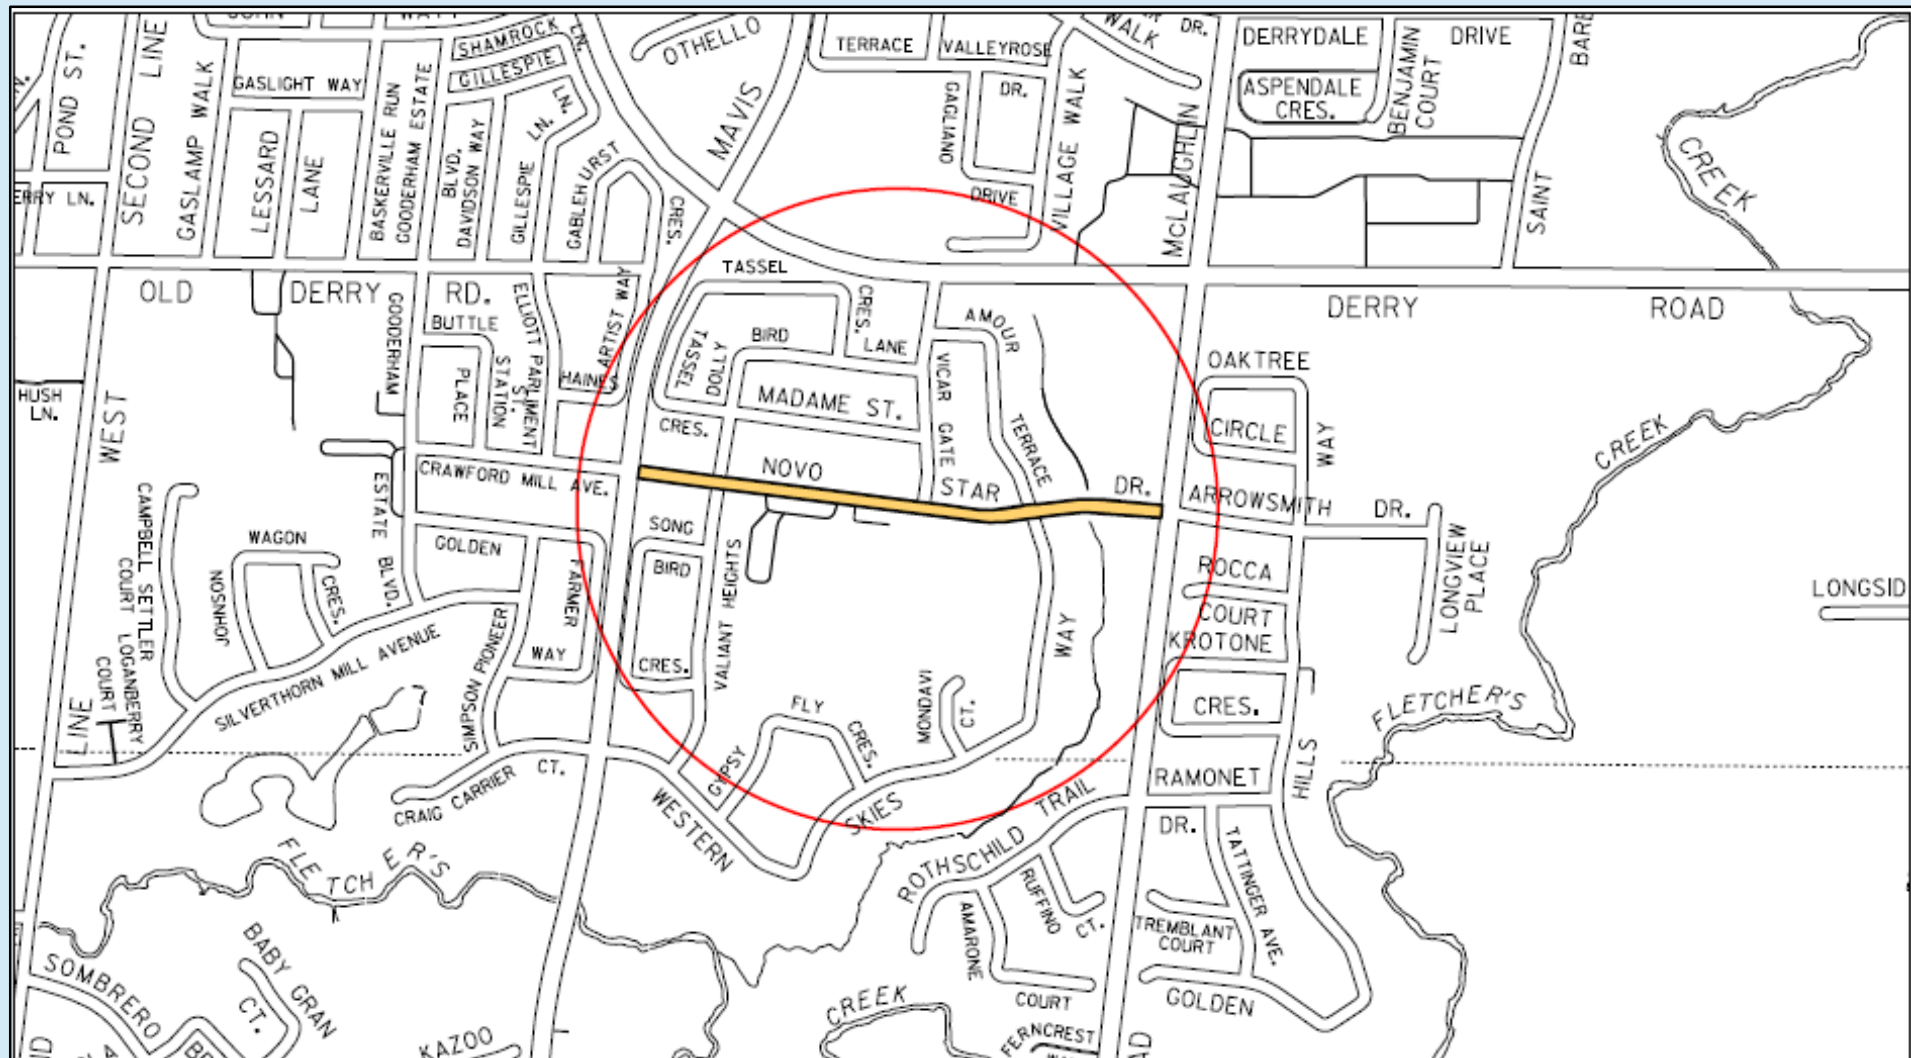 JOHN
WATT
SHAMROCK
LN.
GILLESPIE
LN.
OTHELLO
TERRACE
VALLEYROSE
DR.
WALK
DR.
DERRYDALE
DRIVE
ASPENDALE
CRES.
BENJAMIN
COURT
POND ST.
SECOND LINE
GASLAMP WALK
GASLIGHT WAY
LESSARD
LANE
BASKERVILLE RUN
GOODERHAM ESTATE
BLVD.
DAVIDSON WAY
GILLESPIE
LN.
GABLEHURST
CRES.
MAVIS
GAGLIANO
DRIVE
VILLAGE WALK
McLAUGHLIN
SAINT
CREEK
ERRY LN.
OLD DERRY RD.
DERRY ROAD
TASSEL
CRES.
TASSEL
CRES.
DOLLY
BIRD
LANE
MADAME ST.
VICAR GATE
AMOUR
TERRACE
GOODERHAM
ESTATE
BLVD.
BUTTLE
PLACE
STATION
ST.
ELLIOTT PARLIMENT
ARTIST WAY
HAINES
HUSH
LN.
WEST
LINE
OAKTREE
CIRCLE
WAY
CREEK
CRAWFORD MILL AVE.
NOVO STAR DR.
ARROWSMITH DR.
LONGVIEW
PLACE
CAMPBELL SETTLER
COURT
LOGANBERRY
COURT
WAGON
CRES.
JOHNSON
GOLDEN
FARMER
WAY
SIMPSON PIONEER
SONG
BIRD
CRES.
VALIANT HEIGHTS
ROCCA
COURT
KROTONE
CRES.
LONGSID
SILVERTHORN MILL AVENUE
MONDAVI
CT.
WAY
FLY
CRES.
GYPSY
WESTERN
SKIES
FLETCHER'S
HILLS
CRAIG CARRIER CT.
RAMONET
DR.
ROTHSCHILD TRAIL
TATTINGER AVE.
FLETCHER'S
RUFFINO
CT.
AMARONE
COURT
TREMBLANT
COURT
GOLDEN
SOMBRERO
BABY GRAN
CT.
KAZOO
CREEK
FERNCREST